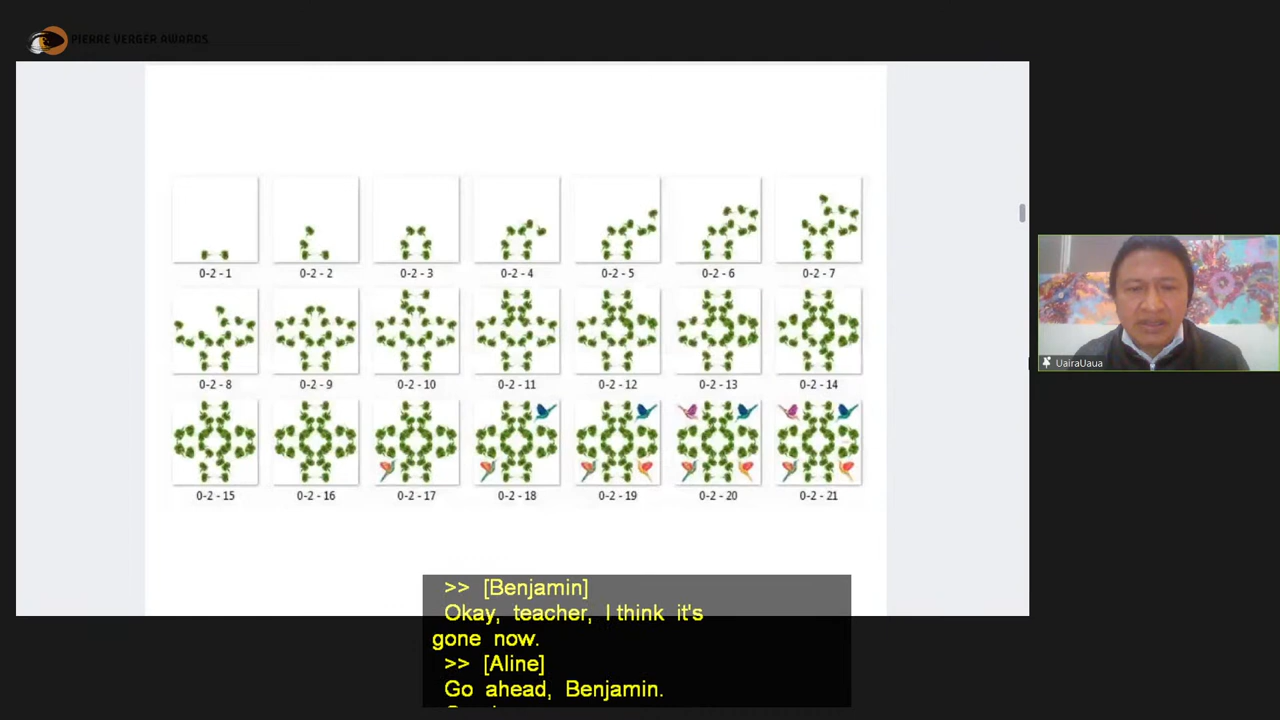 PIERRE VERGER AWARDS
0-2 - 1
0-2 - 2
0-2 - 3
0-2 - 4
0-2 - 5
0-2 - 6
0-2 - 7
0-2 - 8
0-2 - 9
0-2 - 10
0-2 - 11
0-2 - 12
0-2 - 13
0-2 - 14
0-2 - 15
0-2 - 16
0-2 - 17
0-2 - 18
0-2 - 19
0-2 - 20
0-2 - 21
UairaUaua
>> [Benjamin]
Okay, teacher, I think it's
gone now.
>> [Aline]
Go ahead, Benjamin.